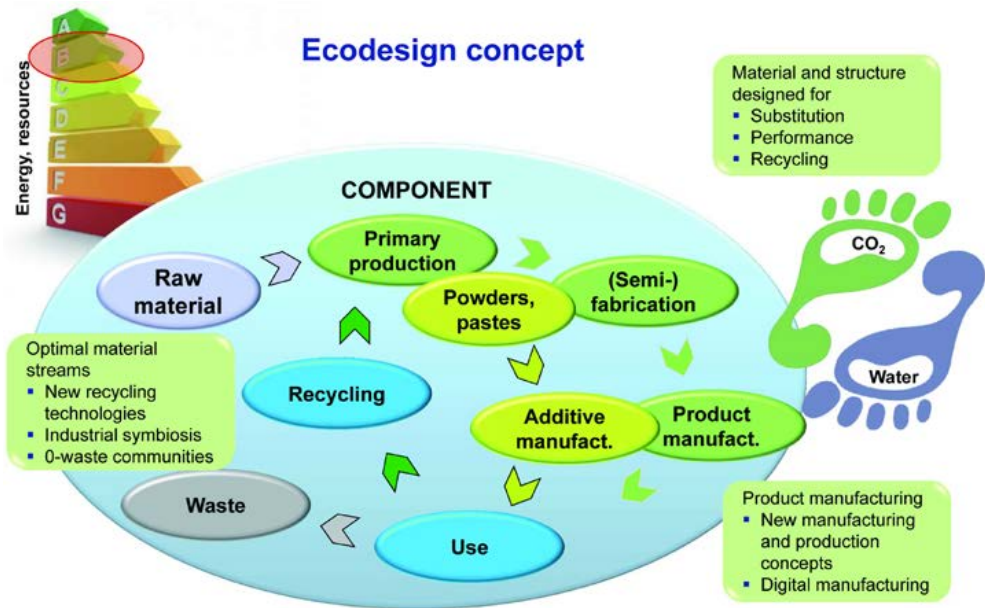 Ecodesign concept
A
B
C
D
E
F
G
Energy, resources
Material and structure
designed for
▪ Substitution
▪ Performance
▪ Recycling
COMPONENT
Primary
production
Raw
material
Powders,
pastes
(Semi-)
fabrication
CO₂
Water
Optimal material
streams
▪ New recycling
technologies
▪ Industrial symbiosis
▪ 0-waste communities
Recycling
Additive
manufact.
Product
manufact.
Waste
Use
Product manufacturing
▪ New manufacturing
and production
concepts
▪ Digital manufacturing